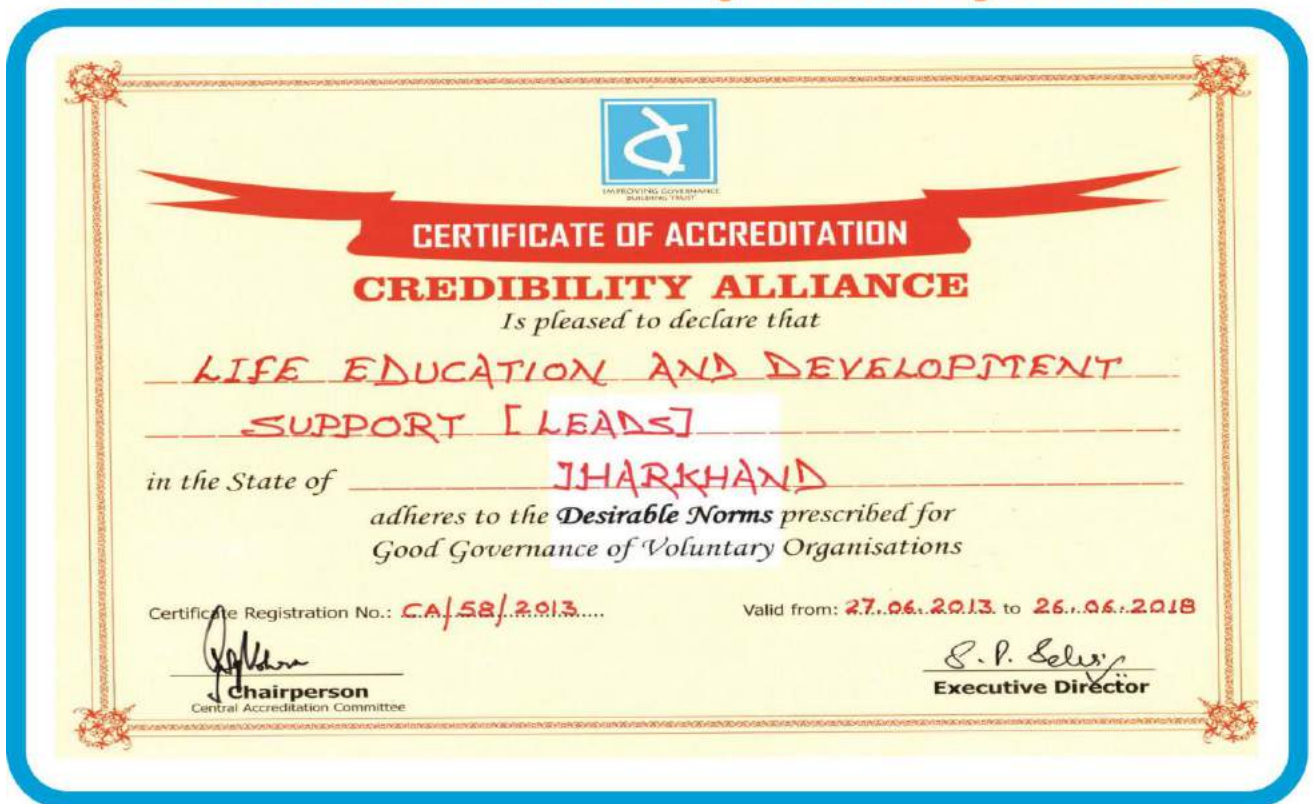 IMPROVING GOVERNANCE
BUILDING TRUST
CERTIFICATE OF ACCREDITATION
CREDIBILITY ALLIANCE
Is pleased to declare that
LIFE EDUCATION AND DEVELOPMENT
SUPPORT [LEADS]
in the State of JHARKHAND
adheres to the Desirable Norms prescribed for
Good Governance of Voluntary Organisations
Certificate Registration No.: CA/58/2013 Valid from: 27.06.2013 to 26.06.2018
S. P. Selvi
Chairperson Executive Director
Central Accreditation Committee